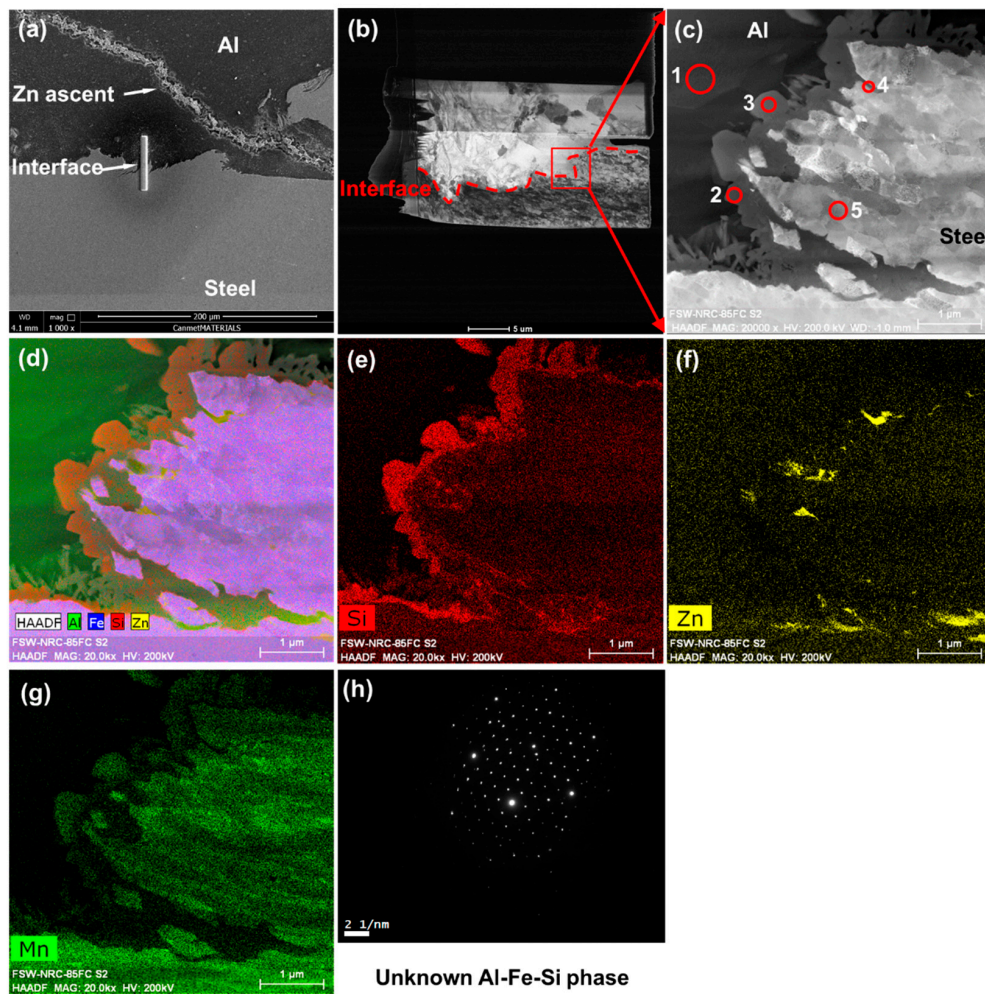 (a)
Al
Zn ascent
Interface
Steel
WD
mag
4.1 mm
1 000 x
200 µm
CanmetMATERIALS
(b)
Interface
5 um
(c)
Al
1
3
4
2
5
Stee
1 µm
FSW-NRC-85FC S2
HAADF MAG: 20000 x HV: 200.0 kV WD: -1.0 mm
(d)
HAADF Al Fe Si Zn
FSW-NRC-85FC S2
HAADF MAG: 20.0kx HV: 200kV
1 µm
(e)
Si
FSW-NRC-85FC S2
HAADF MAG: 20.0kx HV: 200kV
1 µm
(f)
Zn
FSW-NRC-85FC S2
HAADF MAG: 20.0kx HV: 200kV
1 µm
(g)
Mn
FSW-NRC-85FC S2
HAADF MAG: 20.0kx HV: 200kV
1 µm
(h)
2 1/nm
Unknown Al-Fe-Si phase